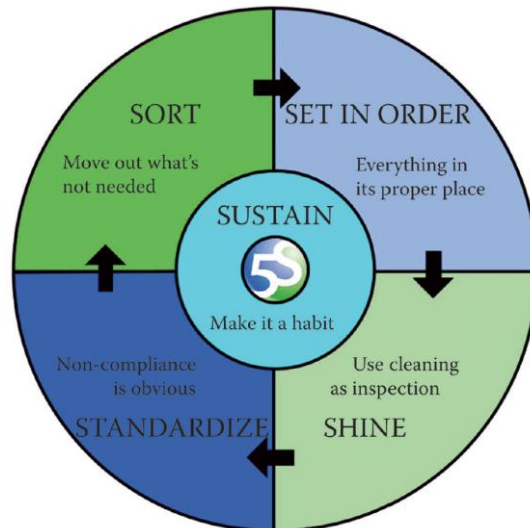 SORT
Move out what's
not needed
SET IN ORDER
Everything in
its proper place
SUSTAIN
5S
Make it a habit
Use cleaning
as inspection
SHINE
Non-compliance
is obvious
STANDARDIZE